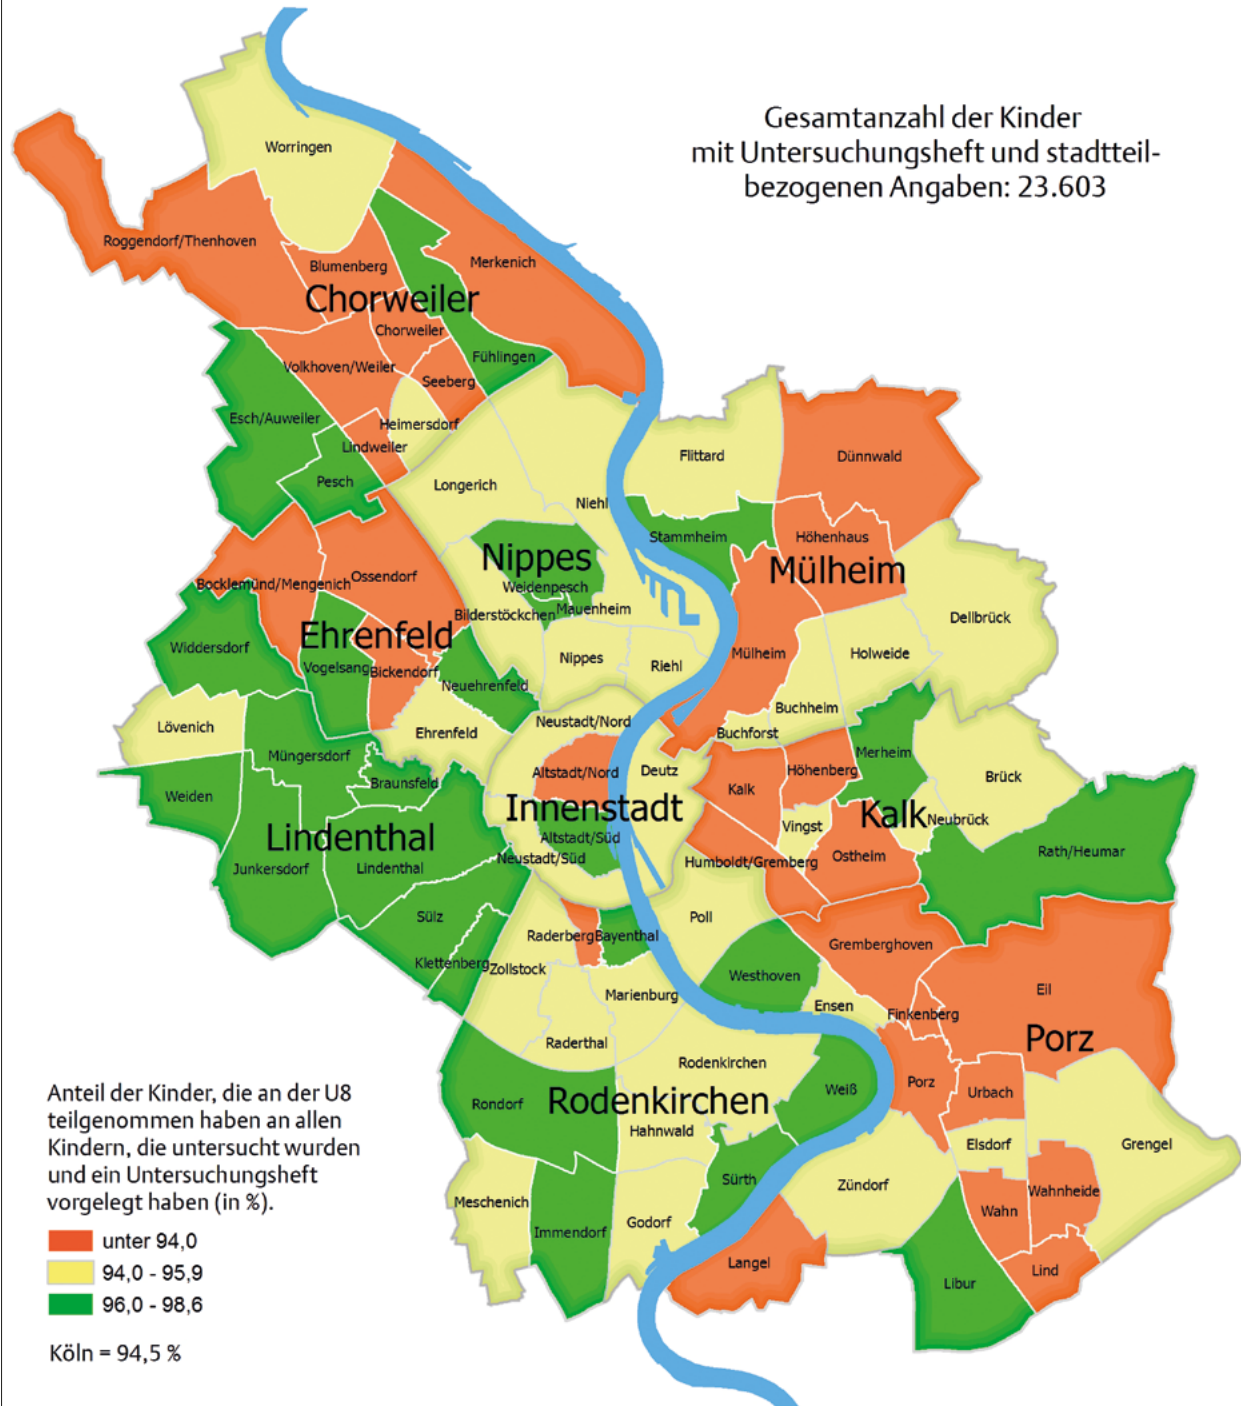 Gesamtanzahl der Kinder
mit Untersuchungsheft und stadtteil-
bezogenen Angaben: 23.603
Worringen
Roggendorf/Thenhoven
Blumenberg
Merkenich
Chorweiler
Chorweiler
Fühlingen
Volkhoven/Weiler
Seeberg
Esch/Auweiler
Heimersdorf
Lindweiler
Pesch
Flittard
Dünnwald
Longerich
Niehl
Stammheim
Höhenhaus
Nippes
Mülheim
Weidenpesch
Bocklemünd/Mengenich
Ossendorf
Bilderstöckchen
Mauenheim
Dellbrück
Ehrenfeld
Widdersdorf
Vogelsang
Bickendorf
Nippes
Riehl
Mülheim
Holweide
Neuehrenfeld
Buchheim
Lövenich
Ehrenfeld
Neustadt/Nord
Buchforst
Müngersdorf
Merheim
Altstadt/Nord
Deutz
Höhenberg
Brück
Braunsfeld
Kalk
Weiden
Innenstadt
Kalk
Neubrück
Vingst
Lindenthal
Altstadt/Süd
Neustadt/Süd
Humboldt/Gremberg
Ostheim
Rath/Heumar
Junkersdorf
Lindenthal
Sülz
Poll
Raderberg
Bayenthal
Gremberghoven
Klettenberg
Zollstock
Westhoven
Eil
Marienburg
Ensen
Finkenberg
Raderthal
Porz
Rodenkirchen
Porz
Weiß
Urbach
Rondorf
Rodenkirchen
Hahnwald
Elsdorf
Grengel
Sürth
Zündorf
Wahnheide
Meschenich
Wahn
Immendorf
Godorf
Langel
Lind
Libur
Anteil der Kinder, die an der U8
teilgenommen haben an allen
Kindern, die untersucht wurden
und ein Untersuchungsheft
vorgelegt haben (in %).
unter 94,0
94,0 - 95,9
96,0 - 98,6
Köln = 94,5 %